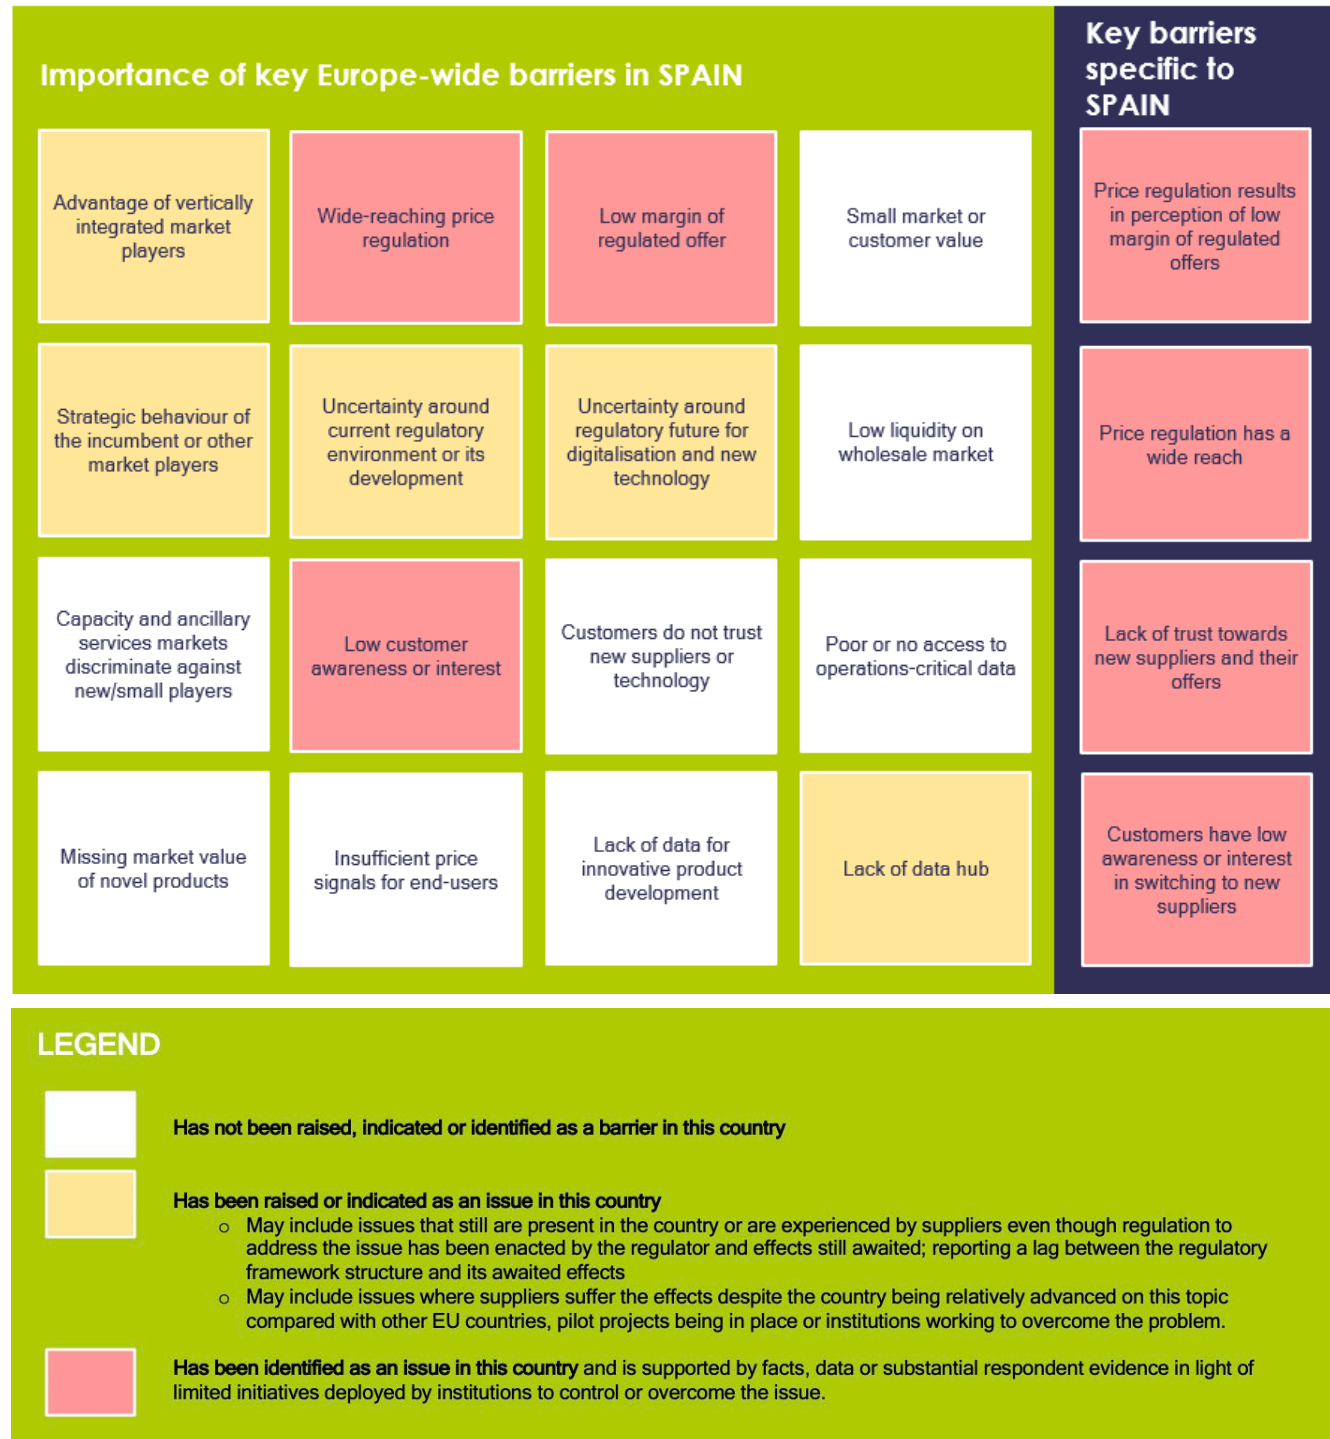 Importance of key Europe-wide barriers in SPAIN
Key barriers
specific to
SPAIN
Advantage of vertically
integrated market
players
Wide-reaching price
regulation
Low margin of
regulated offer
Small market or
customer value
Price regulation results
in perception of low
margin of regulated
offers
Strategic behaviour of
the incumbent or other
market players
Uncertainty around
current regulatory
environment or its
development
Uncertainty around
regulatory future for
digitalisation and new
technology
Low liquidity on
wholesale market
Price regulation has a
wide reach
Capacity and ancillary
services markets
discriminate against
new/small players
Low customer
awareness or interest
Customers do not trust
new suppliers or
technology
Poor or no access to
operations-critical data
Lack of trust towards
new suppliers and their
offers
Missing market value
of novel products
Insufficient price
signals for end-users
Lack of data for
innovative product
development
Lack of data hub
Customers have low
awareness or interest
in switching to new
suppliers
LEGEND
Has not been raised, indicated or identified as a barrier in this country
Has been raised or indicated as an issue in this country
o May include issues that still are present in the country or are experienced by suppliers even though regulation to
address the issue has been enacted by the regulator and effects still awaited; reporting a lag between the regulatory
framework structure and its awaited effects
o May include issues where suppliers suffer the effects despite the country being relatively advanced on this topic
compared with other EU countries, pilot projects being in place or institutions working to overcome the problem.
Has been identified as an issue in this country and is supported by facts, data or substantial respondent evidence in light of
limited initiatives deployed by institutions to control or overcome the issue.